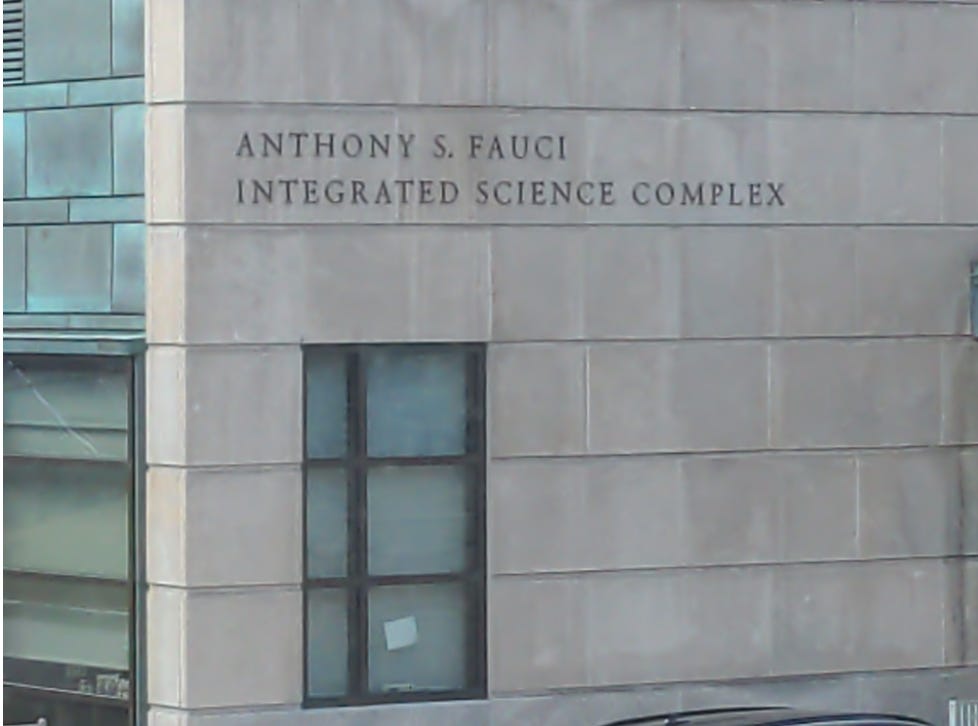 ANTHONY S. FAUCI
INTEGRATED SCIENCE COMPLEX